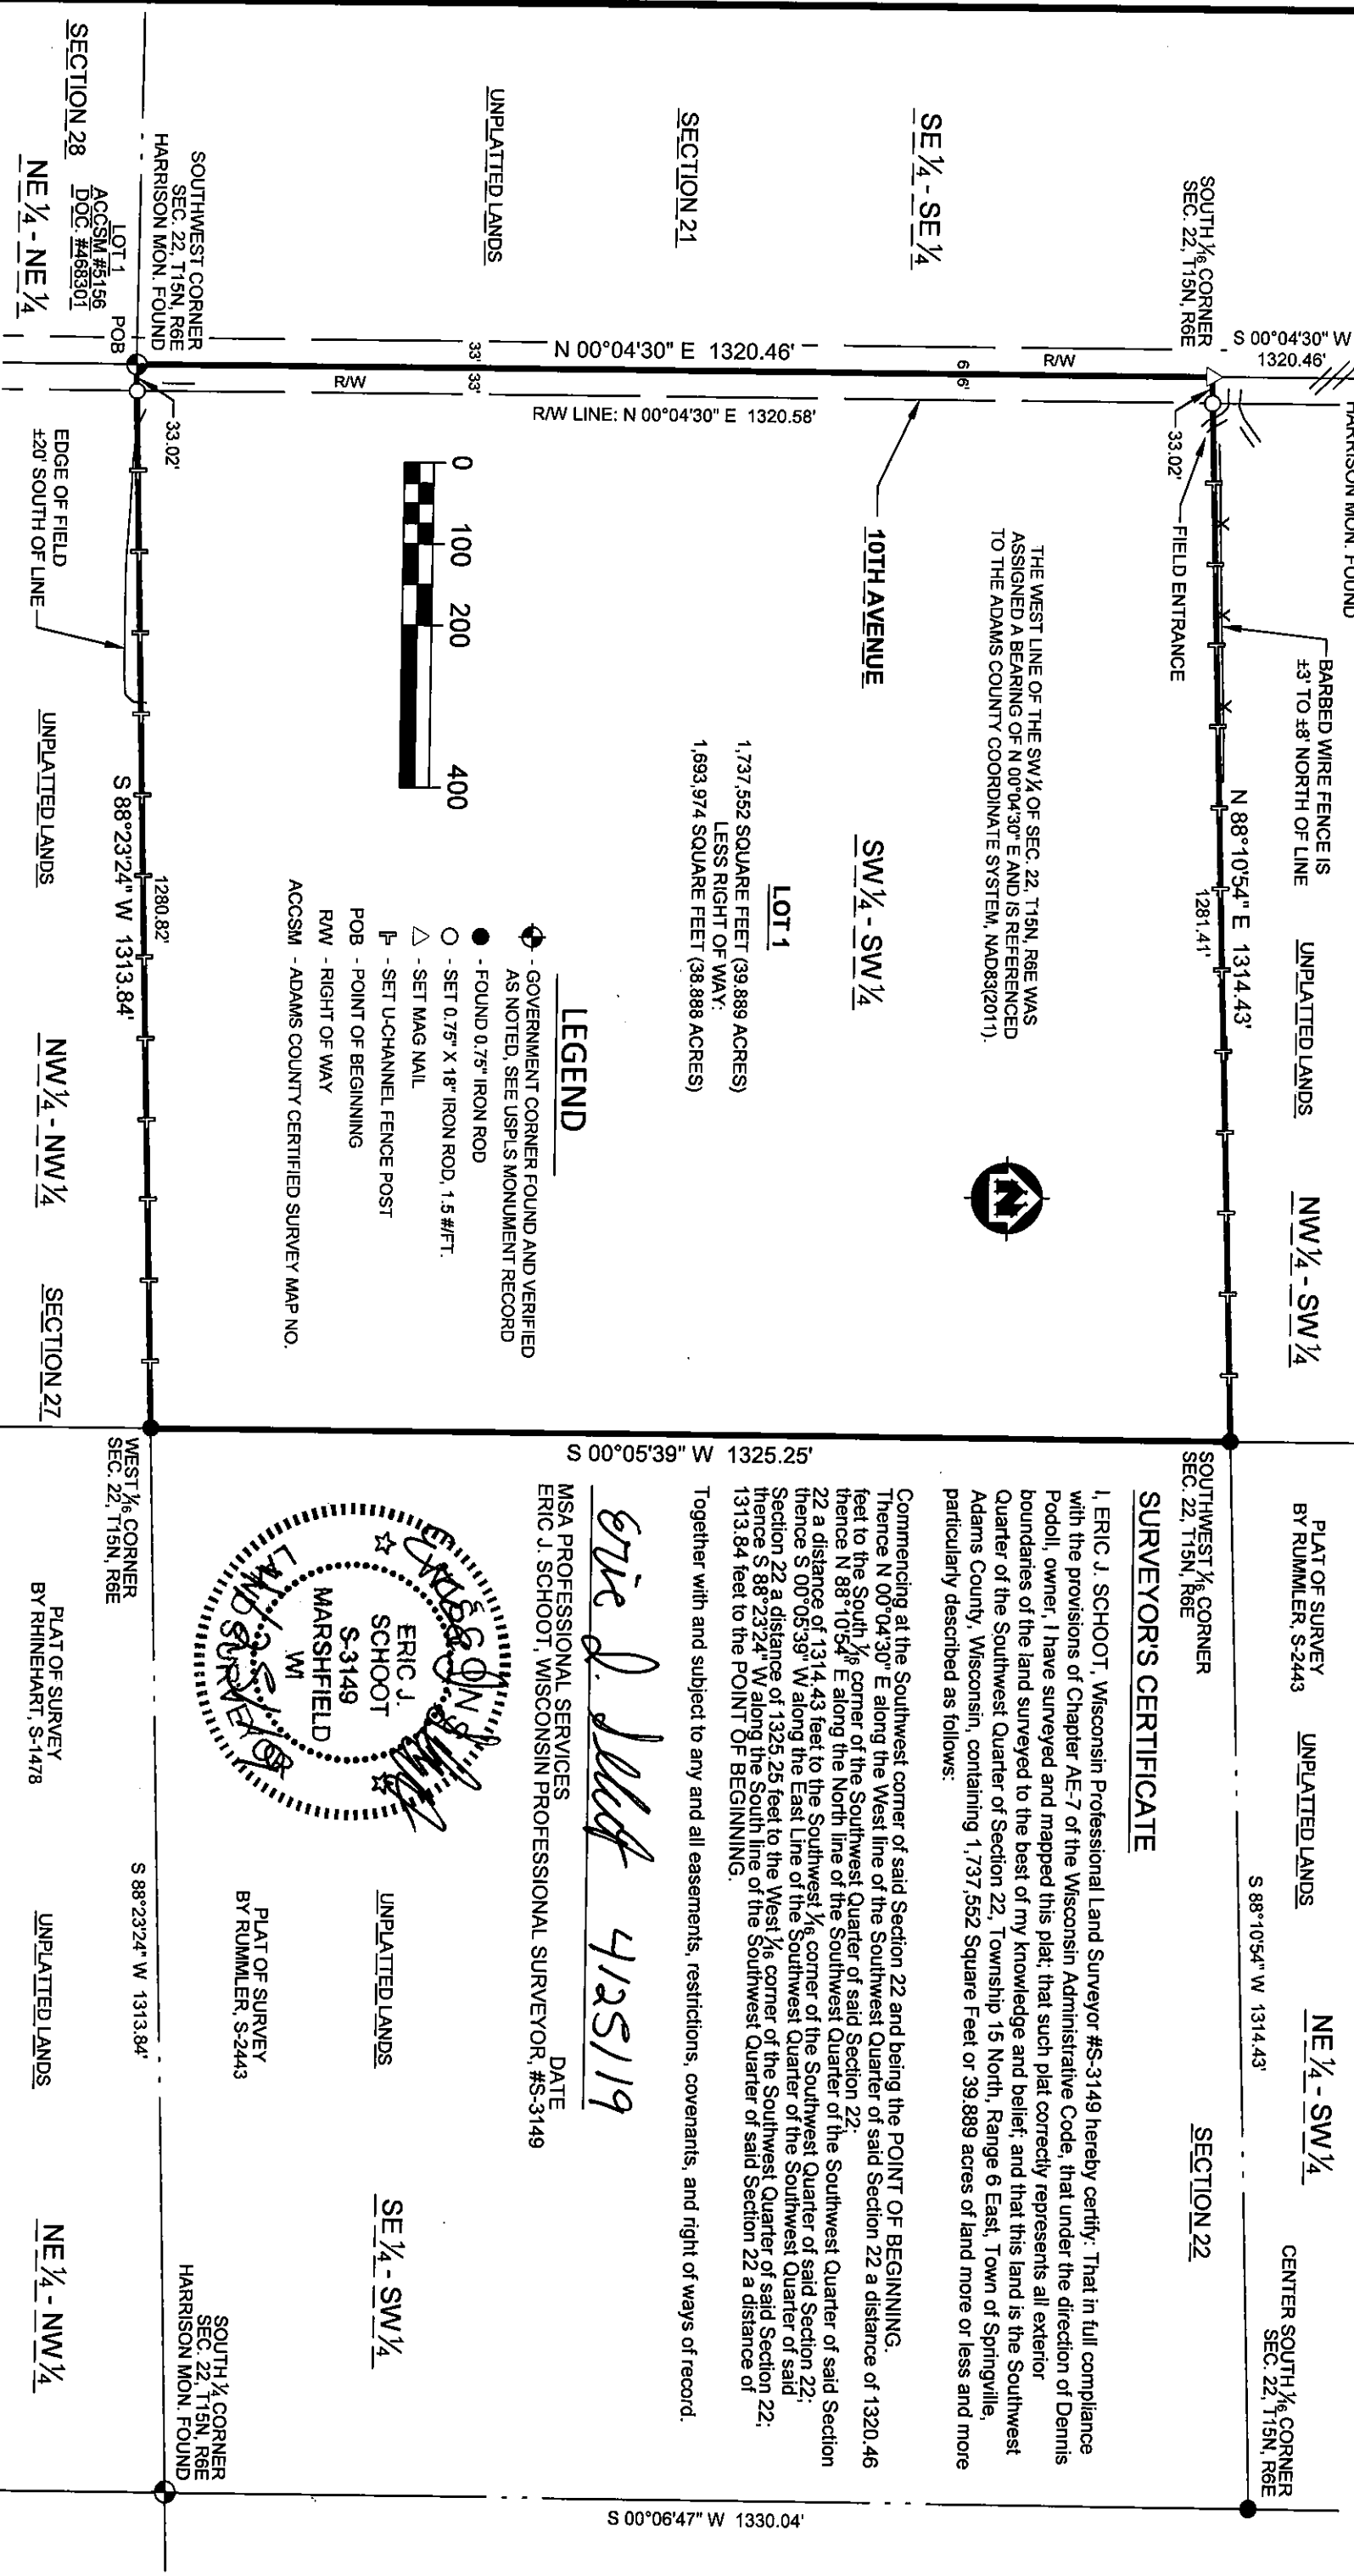 HARRISON MON. FOUND
S 00°04'30" W
1320.46'
SOUTH 1⁄16 CORNER
SEC. 22, T15N, R6E
BARBED WIRE FENCE IS
±3' TO ±8' NORTH OF LINE
UNPLATTED LANDS
NW ¼ - SW ¼
FIELD ENTRANCE
33.02'
N 88°10'54" E 1314.43'
1281.41'
PLAT OF SURVEY
BY RUMMLER, S-2443
UNPLATTED LANDS
NE ¼ - SW ¼
CENTER SOUTH 1⁄16 CORNER
SEC. 22, T15N, R6E
S 88°10'54" W 1314.43'
SOUTHWEST 1⁄16 CORNER
SEC. 22, T15N, R6E
SECTION 22
SE ¼ - SE ¼
SECTION 21
UNPLATTED LANDS
N 00°04'30" E 1320.46'
R/W
R/W
66'
33'
33'
R/W LINE: N 00°04'30" E 1320.58'
10TH AVENUE
THE WEST LINE OF THE SW ¼ OF SEC. 22, T15N, R6E WAS
ASSIGNED A BEARING OF N 00°04'30" E AND IS REFERENCED
TO THE ADAMS COUNTY COORDINATE SYSTEM, NAD83(2011).
N
SW ¼ - SW ¼
LOT 1
1,737,552 SQUARE FEET (39.889 ACRES)
LESS RIGHT OF WAY:
1,693,974 SQUARE FEET (38.888 ACRES)
0 100 200 400
LEGEND
- GOVERNMENT CORNER FOUND AND VERIFIED
AS NOTED, SEE USPLS MONUMENT RECORD
- FOUND 0.75" IRON ROD
- SET 0.75" X 18" IRON ROD, 1.5 #/FT.
- SET MAG NAIL
- SET U-CHANNEL FENCE POST
POB - POINT OF BEGINNING
R/W - RIGHT OF WAY
ACCSM - ADAMS COUNTY CERTIFIED SURVEY MAP NO.
S 00°05'39" W 1325.25'
SURVEYOR'S CERTIFICATE
I, ERIC J. SCHOOT, Wisconsin Professional Land Surveyor #S-3149 hereby certify: That in full compliance
with the provisions of Chapter AE-7 of the Wisconsin Administrative Code, that under the direction of Dennis
Podoll, owner, I have surveyed and mapped this plat; that such plat correctly represents all exterior
boundaries of the land surveyed to the best of my knowledge and belief; and that this land is the Southwest
Quarter of the Southwest Quarter of Section 22, Township 15 North, Range 6 East, Town of Springville,
Adams County, Wisconsin, containing 1,737,552 Square Feet or 39.889 acres of land more or less and more
particularly described as follows:
Commencing at the Southwest corner of said Section 22 and being the POINT OF BEGINNING.
Thence N 00°04'30" E along the West line of the Southwest Quarter of said Section 22 a distance of 1320.46
feet to the South 1⁄16 corner of the Southwest Quarter of said Section 22;
thence N 88°10'54" E along the North line of the Southwest Quarter of the Southwest Quarter of said Section
22 a distance of 1314.43 feet to the Southwest 1⁄16 corner of the Southwest Quarter of said Section 22;
thence S 00°05'39" W along the East Line of the Southwest Quarter of the Southwest Quarter of said
Section 22 a distance of 1325.25 feet to the West 1⁄16 corner of the Southwest Quarter of said Section 22;
thence S 88°23'24" W along the South line of the Southwest Quarter of said Section 22 a distance of
1313.84 feet to the POINT OF BEGINNING.
Together with and subject to any and all easements, restrictions, covenants, and right of ways of record.
Eric J. Schoot 4/25/19
MSA PROFESSIONAL SERVICES DATE
ERIC J. SCHOOT, WISCONSIN PROFESSIONAL SURVEYOR, #S-3149
WISCONSIN
ERIC J.
SCHOOT
S-3149
MARSHFIELD
WI
LAND SURVEYOR
UNPLATTED LANDS
SE ¼ - SW ¼
PLAT OF SURVEY
BY RUMMLER, S-2443
S 00°06'47" W 1330.04'
SOUTHWEST CORNER
SEC. 22, T15N, R6E
HARRISON MON. FOUND
SECTION 28
LOT 1
ACCSM #5156
DOC. #468301
NE ¼ - NE ¼
POB
33.02'
EDGE OF FIELD
±20' SOUTH OF LINE
1280.82'
S 88°23'24" W 1313.84'
UNPLATTED LANDS
NW ¼ - NW ¼
SECTION 27
WEST 1⁄16 CORNER
SEC. 22, T15N, R6E
PLAT OF SURVEY
BY RHINEHART, S-1478
S 88°23'24" W 1313.84'
UNPLATTED LANDS
SOUTH ¼ CORNER
SEC. 22, T15N, R6E
HARRISON MON. FOUND
NE ¼ - NW ¼